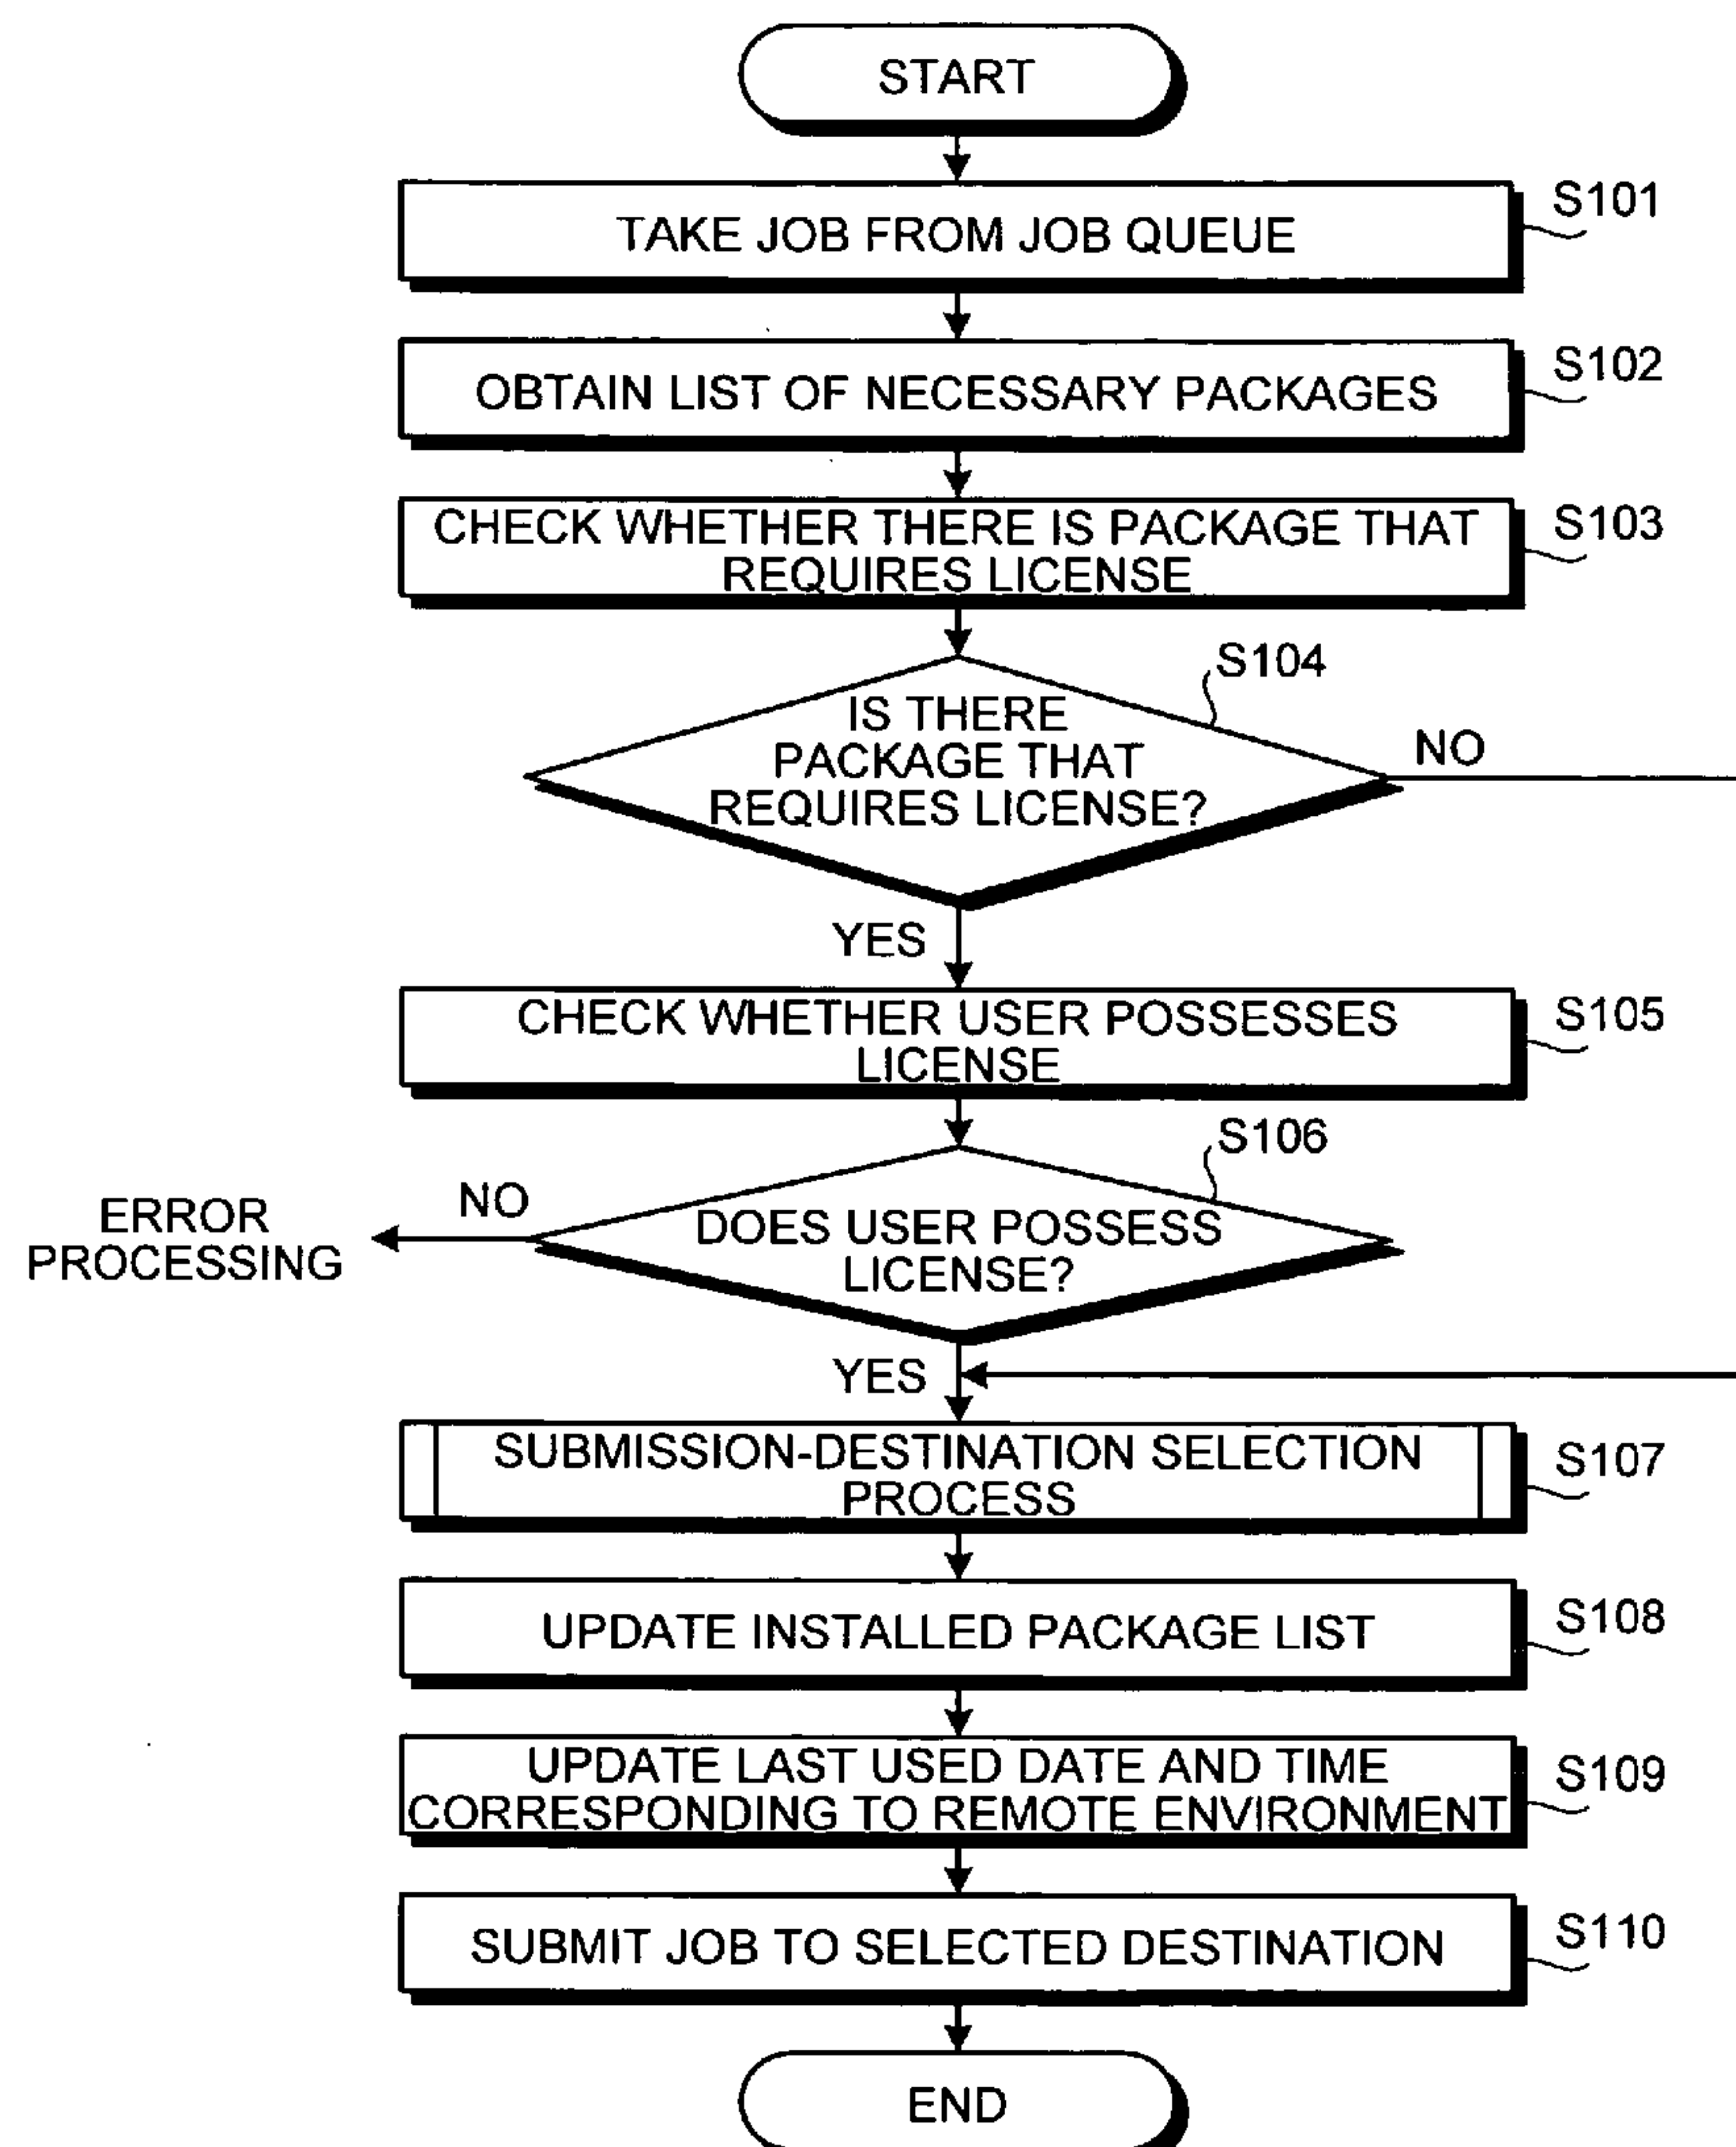 START
TAKE JOB FROM JOB QUEUE
S101
OBTAIN LIST OF NECESSARY PACKAGES
S102
CHECK WHETHER THERE IS PACKAGE THAT
REQUIRES LICENSE
S103
S104
IS THERE
PACKAGE THAT
REQUIRES LICENSE?
NO
YES
CHECK WHETHER USER POSSESSES
LICENSE
S105
S106
DOES USER POSSESS
LICENSE?
NO
ERROR
PROCESSING
YES
SUBMISSION-DESTINATION SELECTION
PROCESS
S107
UPDATE INSTALLED PACKAGE LIST
S108
UPDATE LAST USED DATE AND TIME
CORRESPONDING TO REMOTE ENVIRONMENT
S109
SUBMIT JOB TO SELECTED DESTINATION
S110
END